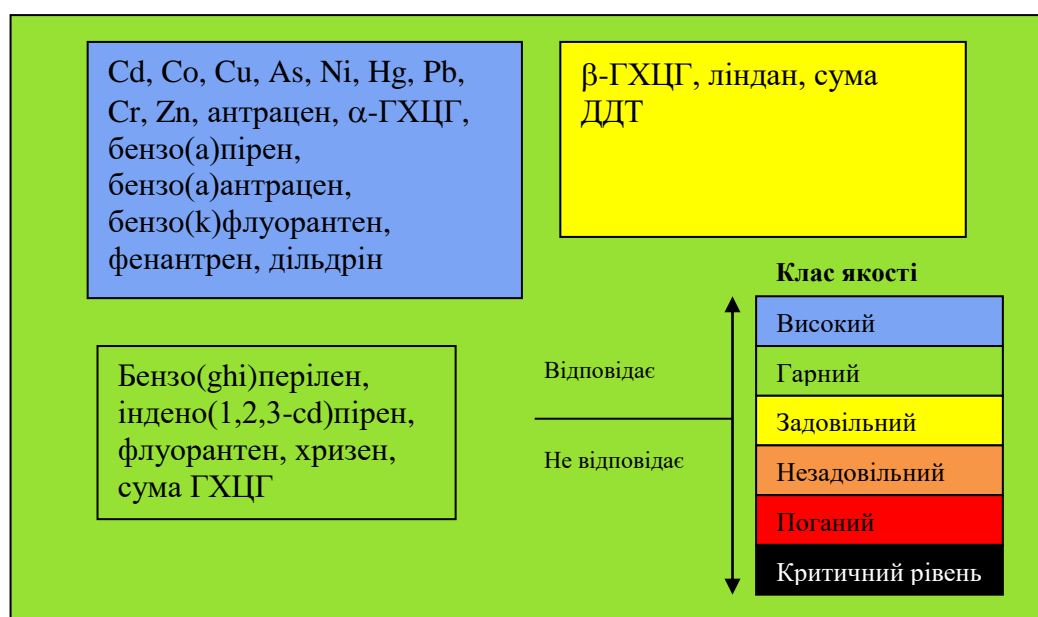 Cd, Co, Cu, As, Ni, Hg, Pb,
Cr, Zn, антрацен, α-ГХЦГ,
бензо(а)пірен,
бензо(а)антрацен,
бензо(k)флуорантен,
фенантрен, дільдрін
β-ГХЦГ, ліндан, сума
ДДТ
Бензо(ghi)перілен,
індено(1,2,3-cd)пірен,
флуорантен, хризен,
сума ГХЦГ
Відповідає
Не відповідає
Клас якості
Високий
Гарний
Задовільний
Незадовільний
Поганий
Критичний рівень